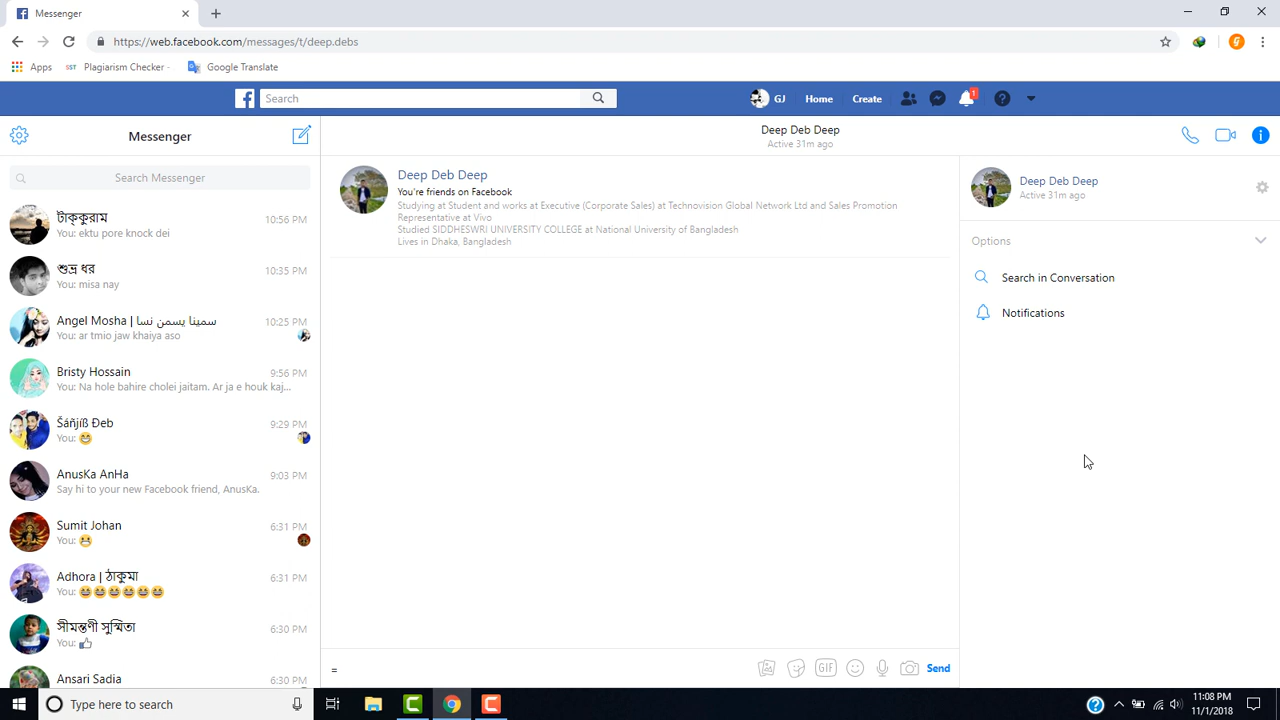 Messenger
https://web.facebook.com/messages/t/deep.debs
Apps
SST Plagiarism Checker -
Google Translate
Search
GJ
Home
Create
1
Messenger
Search Messenger
টাক্কুরাম
10:56 PM
You: ektu pore knock dei
শুভ্র ধর
10:35 PM
You: misa nay
Angel Mosha | سمينا يسمن نسا
10:25 PM
You: ar tmio jaw khaiya aso
Bristy Hossain
9:56 PM
You: Na hole bahire cholei jaitam. Ar ja e houk kaj...
Šáñjíß Đeb
9:29 PM
You: 😁
AnusKa AnHa
9:03 PM
Say hi to your new Facebook friend, AnusKa.
Sumit Johan
6:31 PM
You: 😬
Adhora | ঠাকুমা
6:31 PM
You: 😂😂😂😂😂😂
সীমন্তণী সুস্মিতা
6:30 PM
You: 👍
Ansari Sadia
6:30 PM
Deep Deb Deep
Active 31m ago
Deep Deb Deep
You're friends on Facebook
Studying at Student and works at Executive (Corporate Sales) at Technovision Global Network Ltd and Sales Promotion
Representative at Vivo
Studied SIDDHESWRI UNIVERSITY COLLEGE at National University of Bangladesh
Lives in Dhaka, Bangladesh
=
GIF
Send
Deep Deb Deep
Active 31m ago
Options
Search in Conversation
Notifications
Type here to search
11:08 PM
11/1/2018